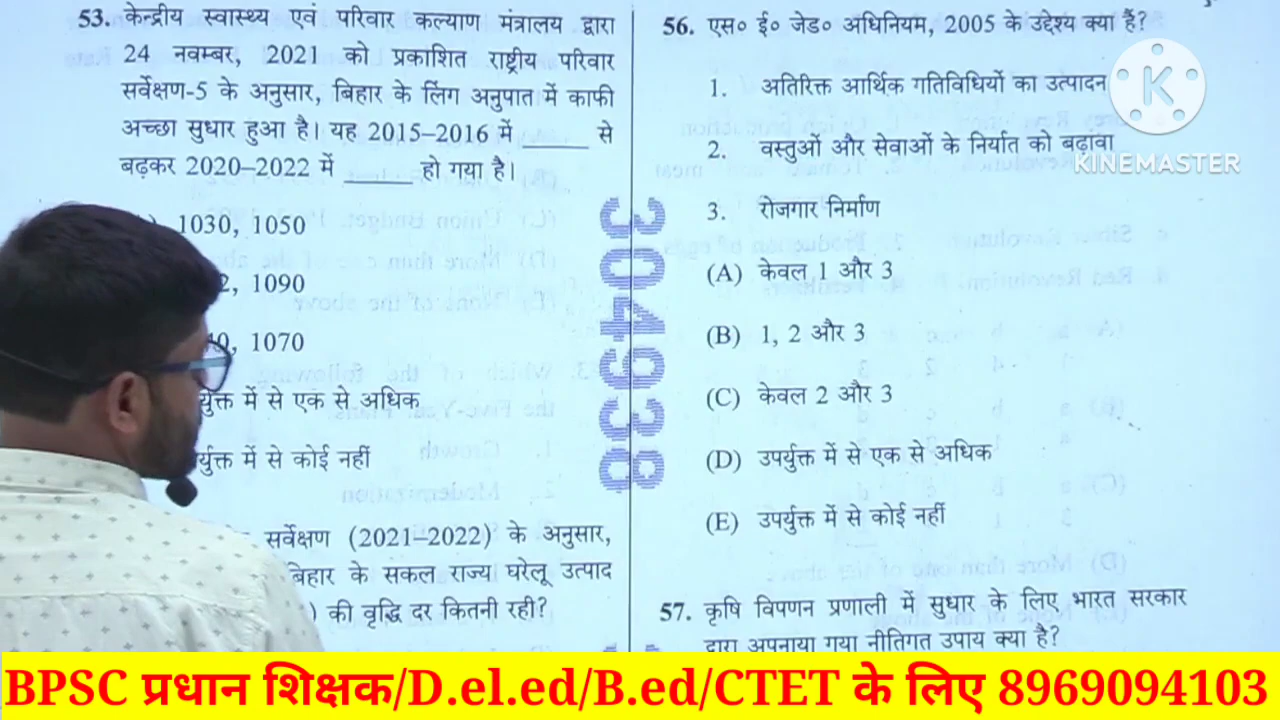 53. केन्द्रीय स्वास्थ्य एवं परिवार कल्याण मंत्रालय द्वारा
24 नवम्बर, 2021 को प्रकाशित राष्ट्रीय परिवार
सर्वेक्षण-5 के अनुसार, बिहार के लिंग अनुपात में काफी
अच्छा सुधार हुआ है। यह 2015–2016 में ______ से
बढ़कर 2020–2022 में ______ हो गया है।
1030, 1050
2, 1090
0, 1070
में से एक से अधिक
में से कोई नहीं
सर्वेक्षण (2021–2022) के अनुसार,
बिहार के सकल राज्य घरेलू उत्पाद
) की वृद्धि दर कितनी रही?
56. एस० ई० जेड० अधिनियम, 2005 के उद्देश्य क्या हैं?
1. अतिरिक्त आर्थिक गतिविधियों का उत्पादन
2. वस्तुओं और सेवाओं के निर्यात को बढ़ावा
3. रोजगार निर्माण
(A) केवल 1 और 3
(B) 1, 2 और 3
(C) केवल 2 और 3
(D) उपर्युक्त में से एक से अधिक
(E) उपर्युक्त में से कोई नहीं
57. कृषि विपणन प्रणाली में सुधार के लिए भारत सरकार
द्वारा अपनाया गया नीतिगत उपाय क्या है?
304938
K
KINEMASTER
BPSC प्रधान शिक्षक/D.el.ed/B.ed/CTET के लिए 8969094103